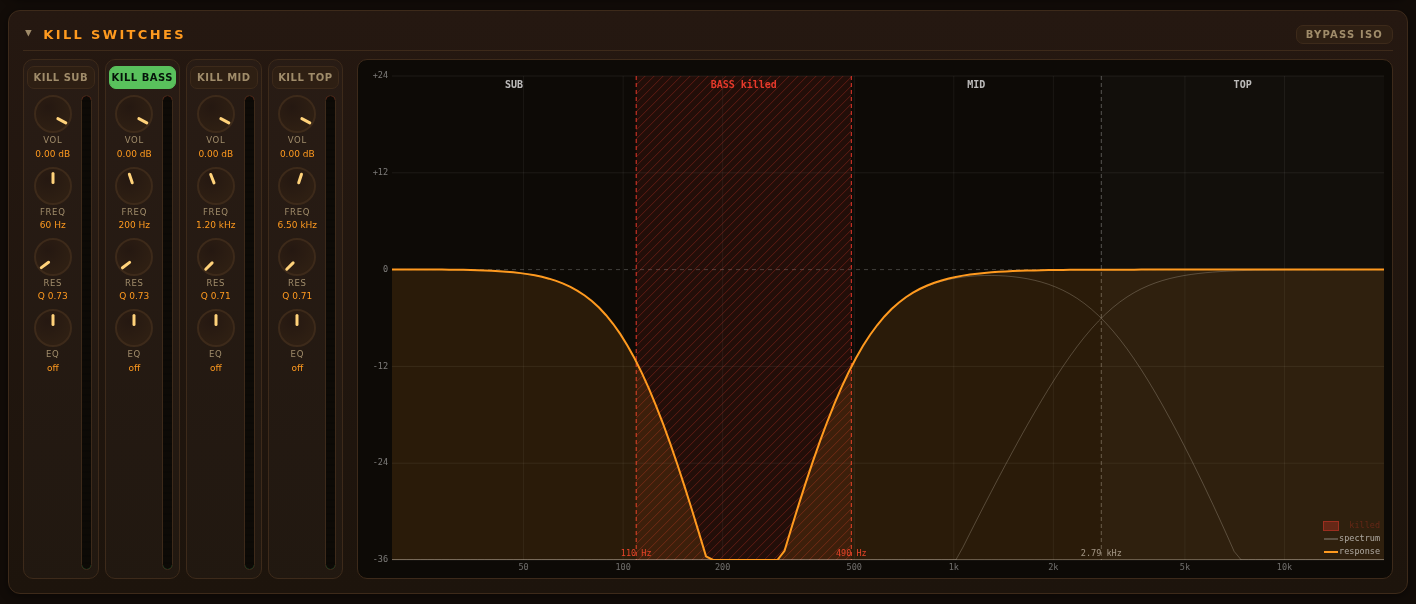 ▼ KILL SWITCHES
BYPASS ISO
KILL SUB KILL BASS KILL MID KILL TOP
VOL VOL VOL VOL
0.00 dB 0.00 dB 0.00 dB 0.00 dB
FREQ FREQ FREQ FREQ
60 Hz 200 Hz 1.20 kHz 6.50 kHz
RES RES RES RES
Q 0.73 Q 0.73 Q 0.71 Q 0.71
EQ EQ EQ EQ
off off off off
SUB BASS killed MID TOP
+24
+12
0
-12
-24
-36
110 Hz 490 Hz 2.79 kHz
killed
spectrum
response
50 100 200 500 1k 2k 5k 10k